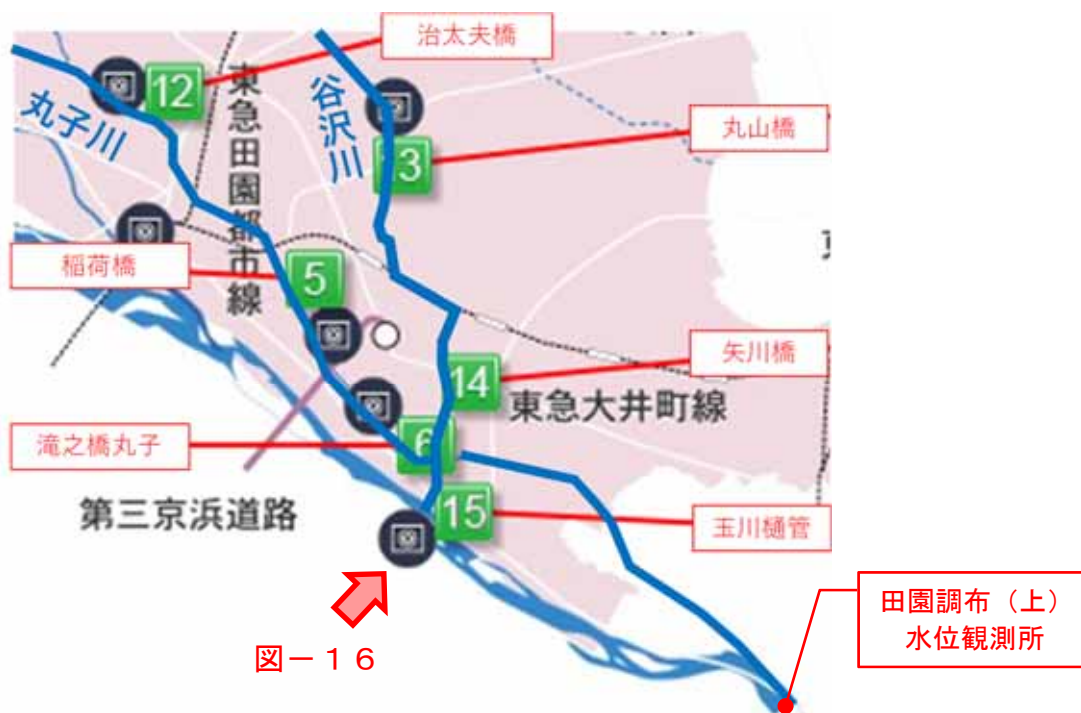 治太夫橋
12
丸子川
東急田園都市線
谷沢川
丸山橋
13
稲荷橋
5
矢川橋
14
東急大井町線
滝之橋丸子
6
第三京浜道路
15
玉川樋管
図－１６
田園調布（上）
水位観測所